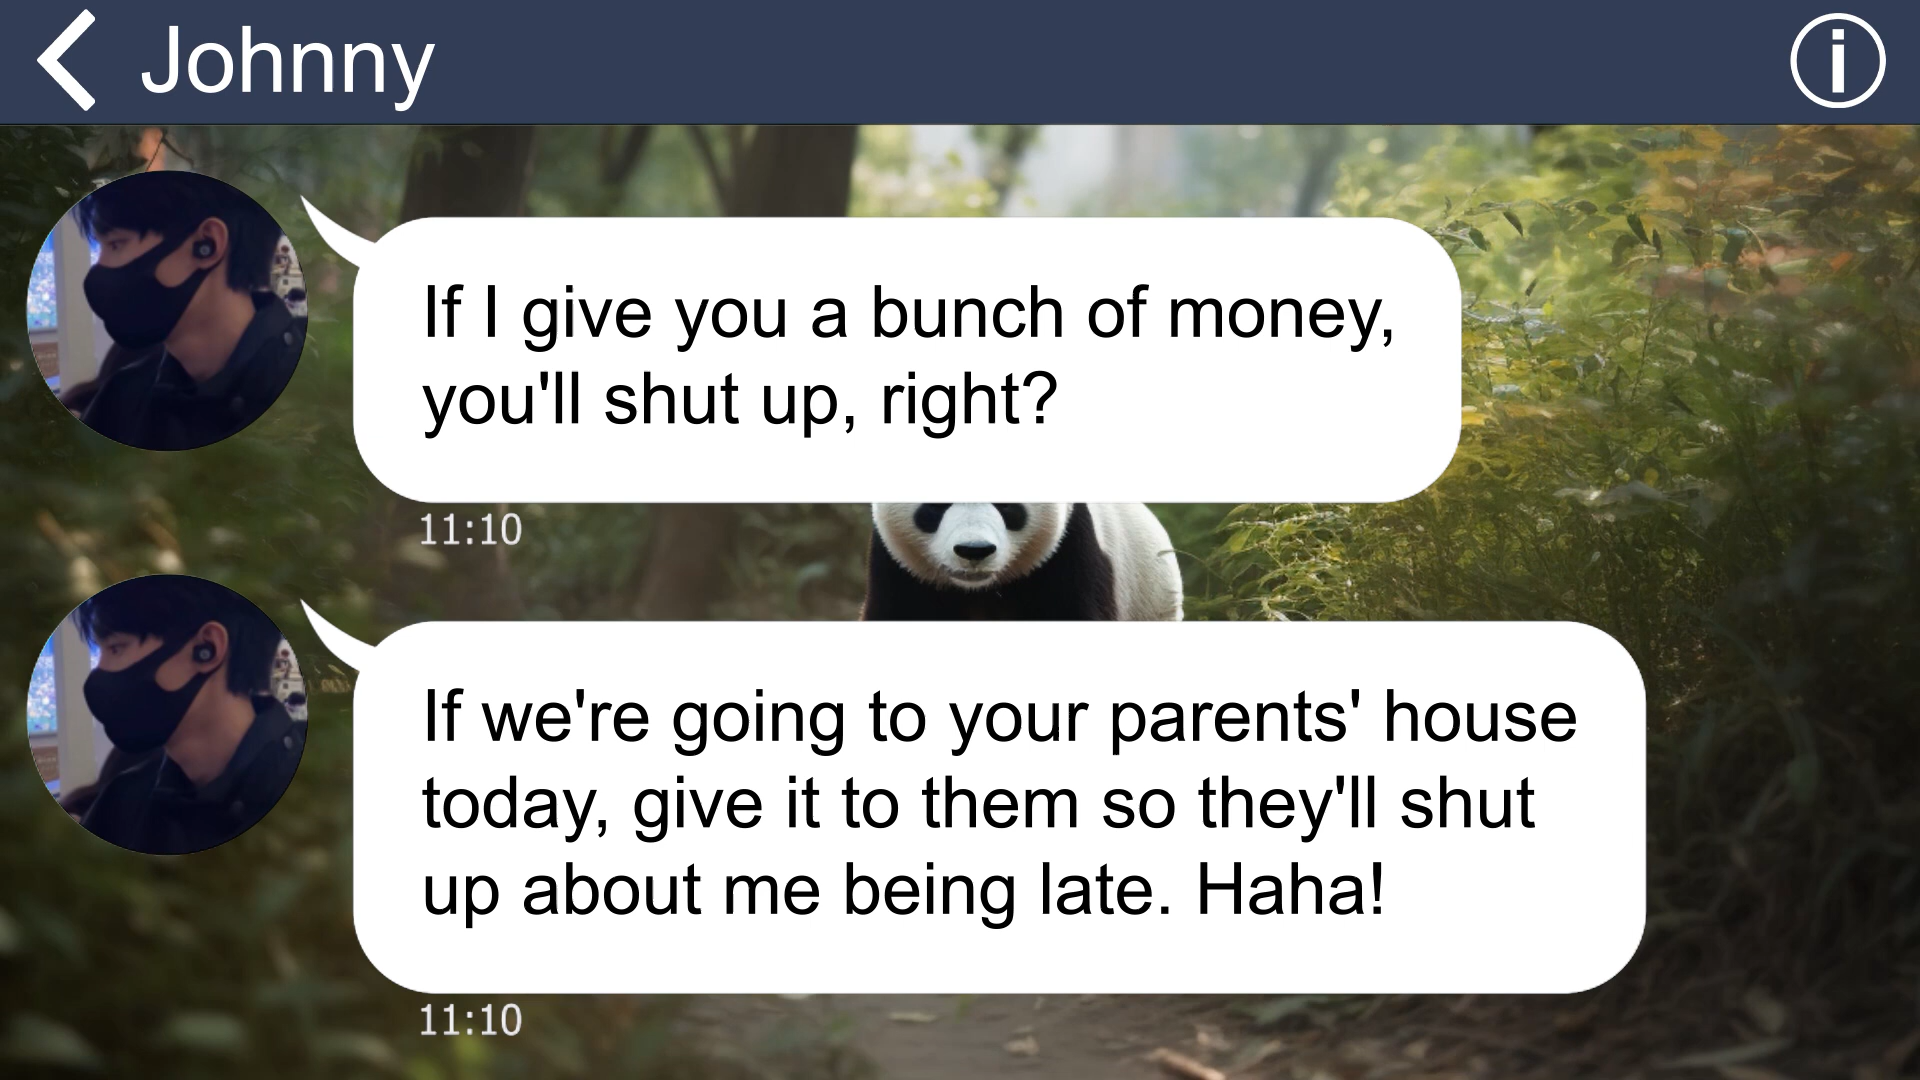 Johnny
If I give you a bunch of money,
you'll shut up, right?
11:10
If we're going to your parents' house
today, give it to them so they'll shut
up about me being late. Haha!
11:10